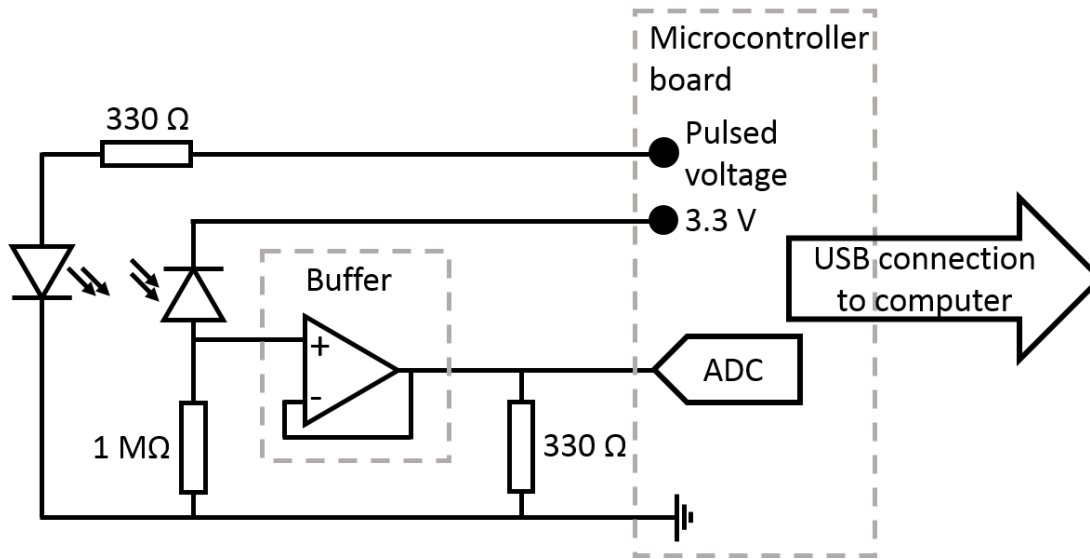 Microcontroller
board
330 Ω
Pulsed
voltage
3.3 V
Buffer
USB connection
to computer
+
-
ADC
1 MΩ
330 Ω